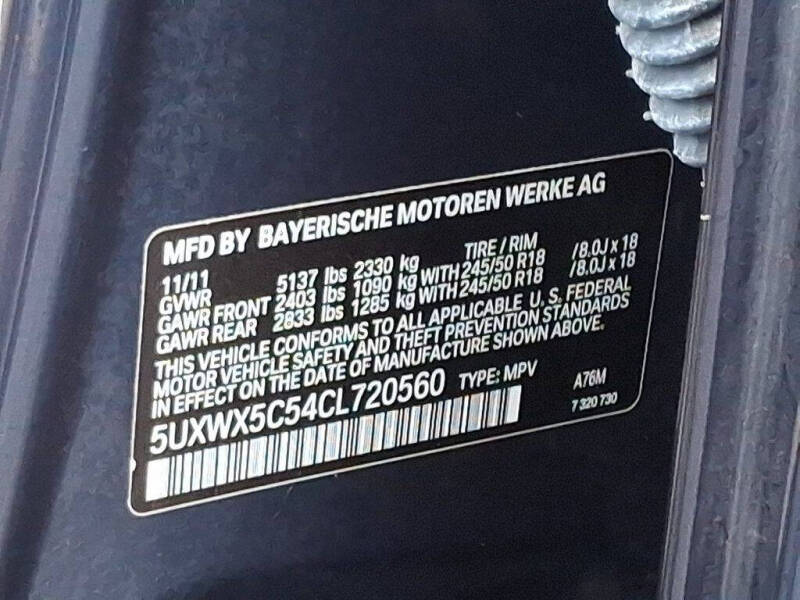 MFD BY BAYERISCHE MOTOREN WERKE AG
11/11 TIRE / RIM
GVWR 5137 lbs 2330 kg
GAWR FRONT 2403 lbs 1090 kg WITH 245/50 R18 /8.0J x 18
GAWR REAR 2833 lbs 1285 kg WITH 245/50 R18 /8.0J x 18
THIS VEHICLE CONFORMS TO ALL APPLICABLE U. S. FEDERAL
MOTOR VEHICLE SAFETY AND THEFT PREVENTION STANDARDS
IN EFFECT ON THE DATE OF MANUFACTURE SHOWN ABOVE.
5UXWX5C54CL720560 TYPE: MPV A76M
7 320 730